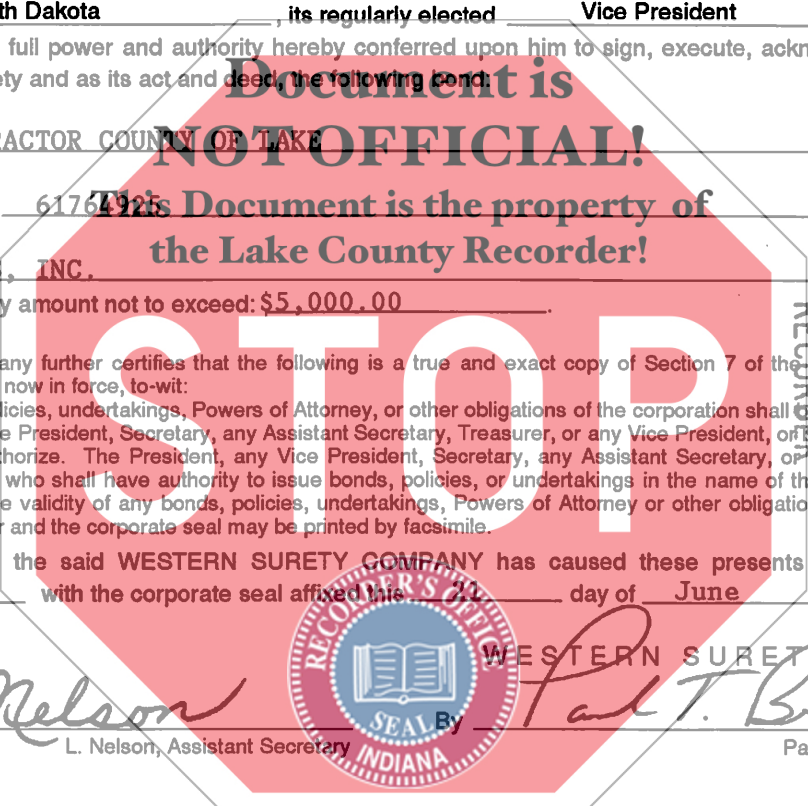 th Dakota , its regularly elected Vice President
full power and authority hereby conferred upon him to sign, execute, ackn
ety and as its act and deed, the following bond:
Document is
RACTOR COUNTY OF LAKE
NOT OFFICIAL!
61764925
This Document is the property of
the Lake County Recorder!
, INC.
y amount not to exceed: $5,000.00.
STOP
RECORDER
any further certifies that the following is a true and exact copy of Section 7 of the
now in force, to-wit:
licies, undertakings, Powers of Attorney, or other obligations of the corporation shall b
e President, Secretary, any Assistant Secretary, Treasurer, or any Vice President, or
thorize. The President, any Vice President, Secretary, any Assistant Secretary, or
who shall have authority to issue bonds, policies, or undertakings in the name of th
e validity of any bonds, policies, undertakings, Powers of Attorney or other obligatio
r and the corporate seal may be printed by facsimile.
the said WESTERN SURETY COMPANY has caused these presents
with the corporate seal affixed this 21 day of June
RECORDER'S OFFICE
SEAL
INDIANA
WESTERN SURET
Nelson
By Paul T. B
L. Nelson, Assistant Secretary
Pa